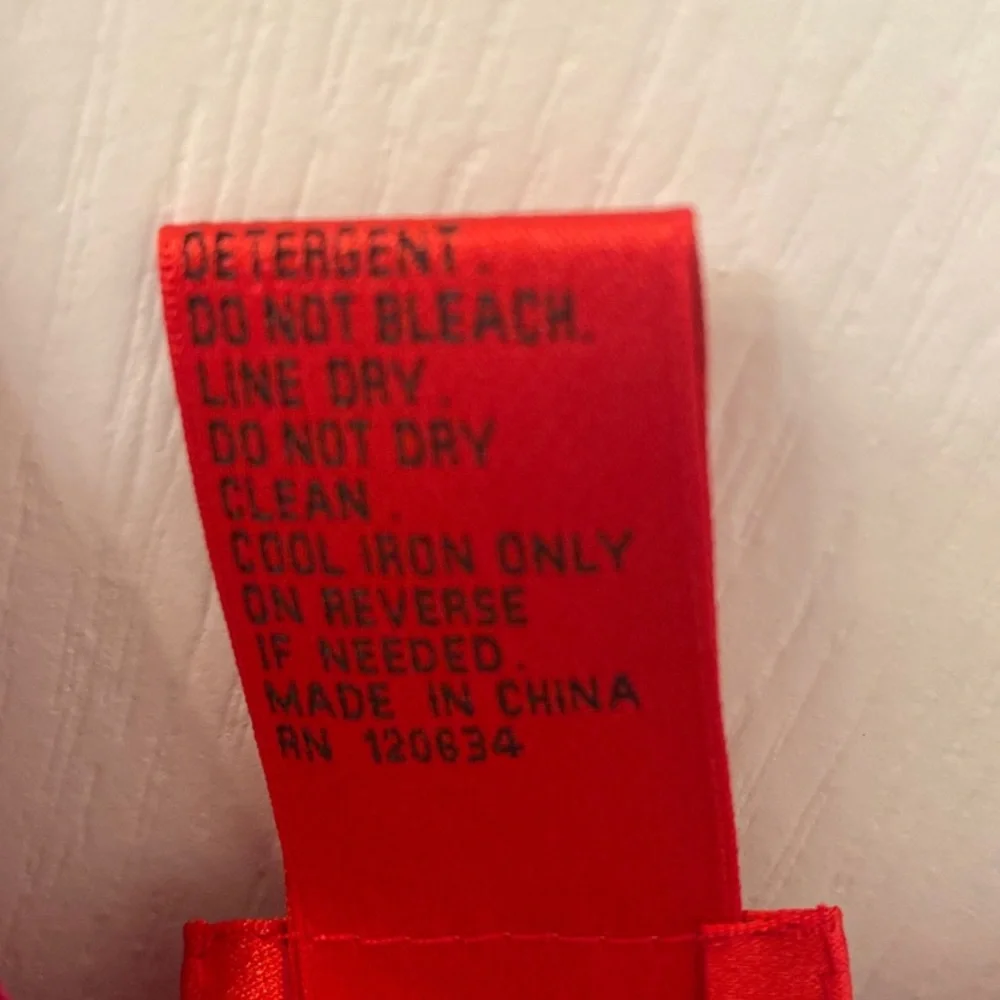 DETERGENT.
DO NOT BLEACH.
LINE DRY.
DO NOT DRY
CLEAN.
COOL IRON ONLY
ON REVERSE
IF NEEDED.
MADE IN CHINA
RN 120634